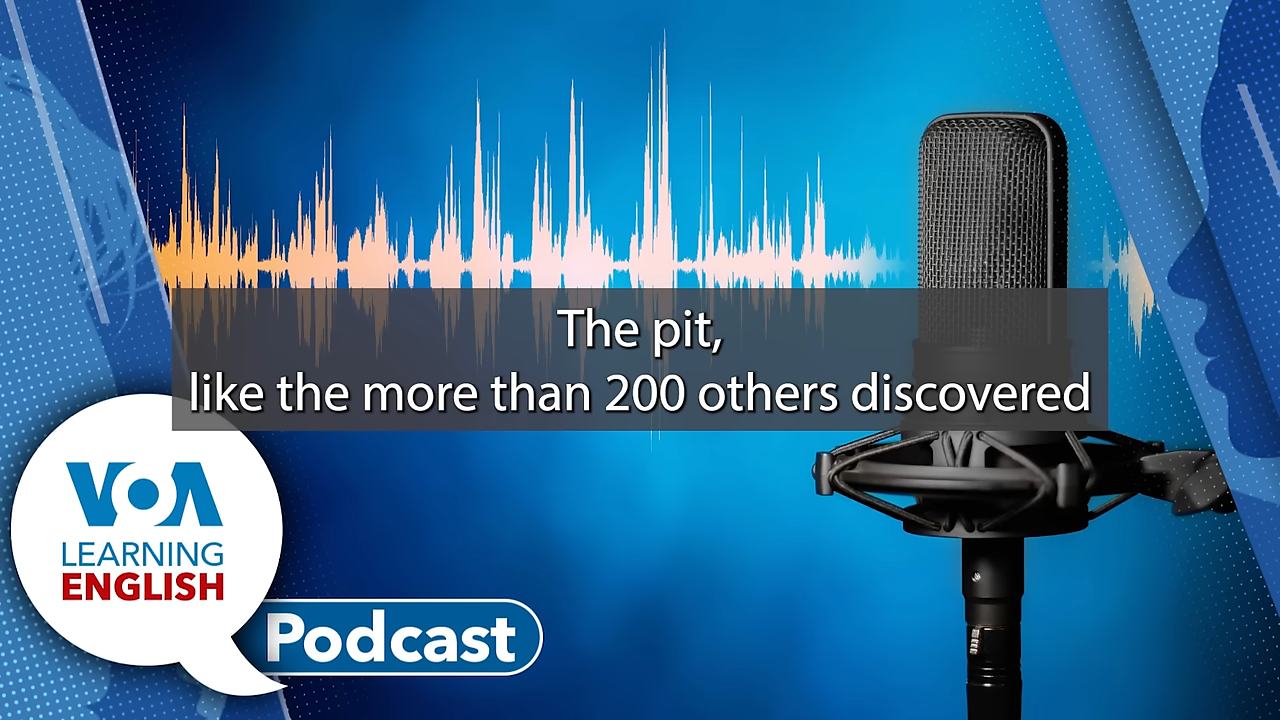 The pit,
like the more than 200 others discovered
VOA
LEARNING
ENGLISH
Podcast